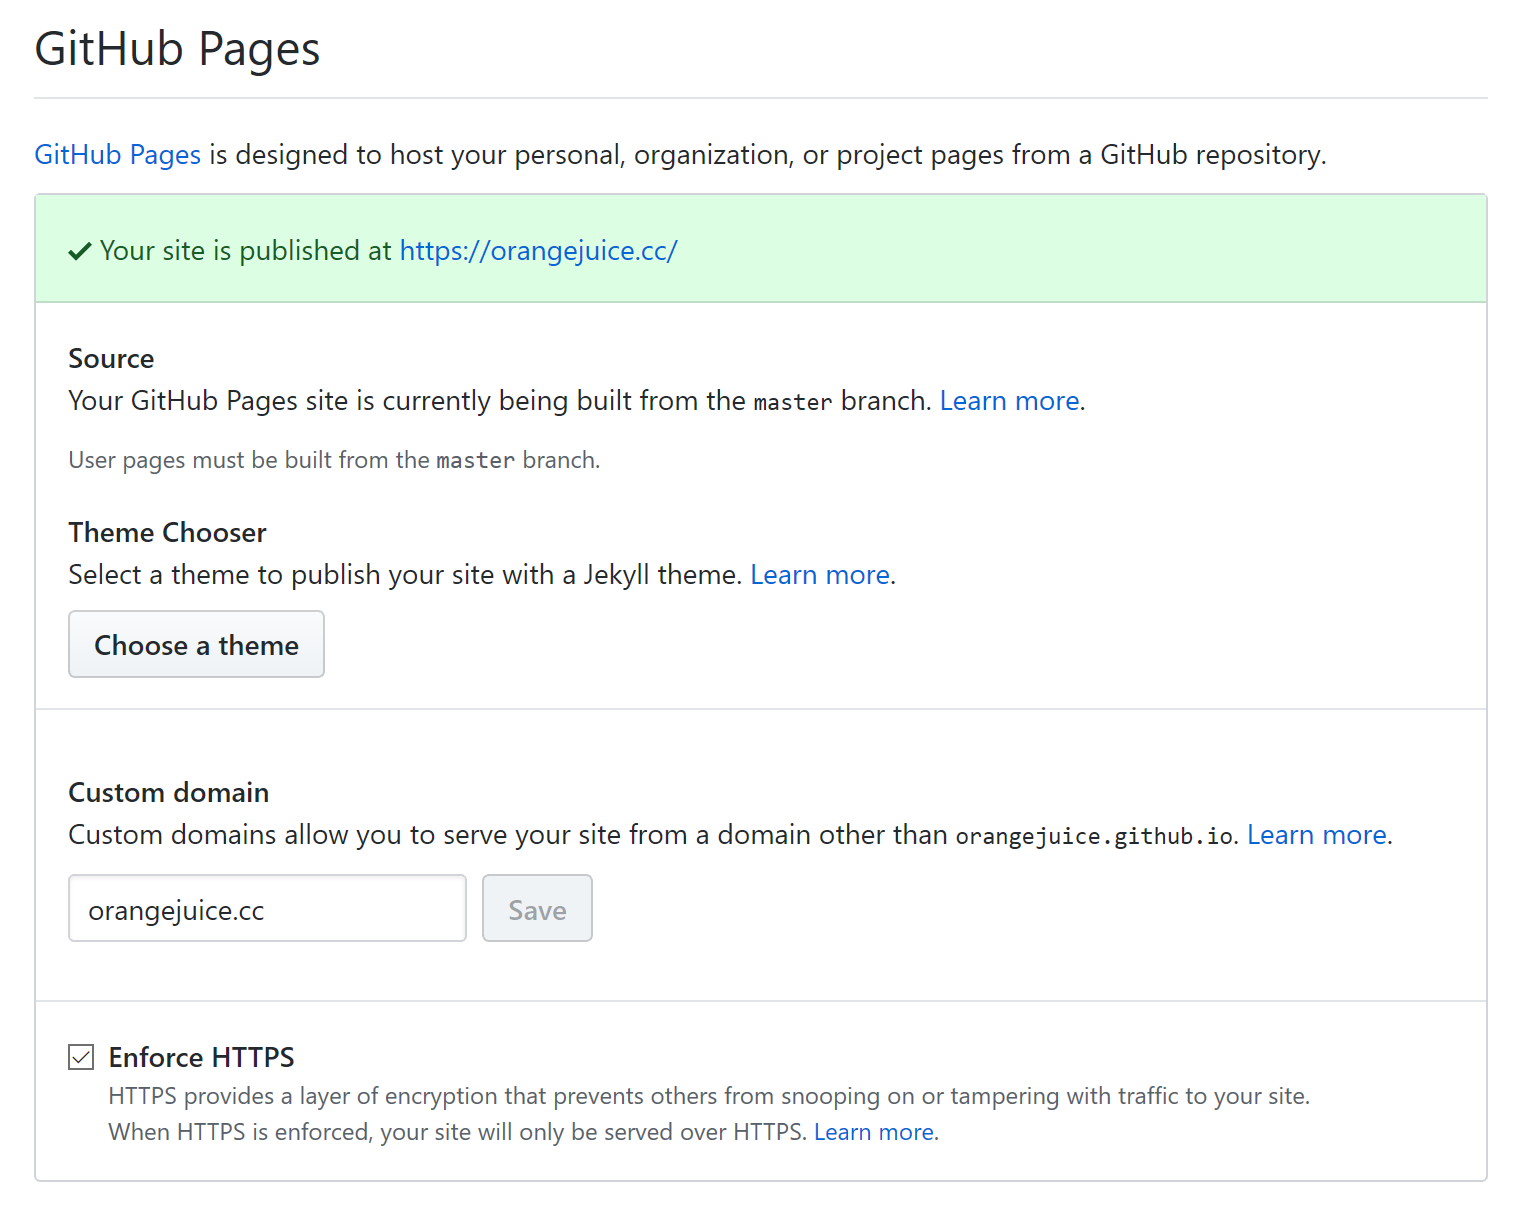 GitHub Pages
GitHub Pages is designed to host your personal, organization, or project pages from a GitHub repository.
Your site is published at https://orangejuice.cc/
Source
Your GitHub Pages site is currently being built from the master branch. Learn more.
User pages must be built from the master branch.
Theme Chooser
Select a theme to publish your site with a Jekyll theme. Learn more.
Choose a theme
Custom domain
Custom domains allow you to serve your site from a domain other than orangejuice.github.io. Learn more.
orangejuice.cc Save
Enforce HTTPS
HTTPS provides a layer of encryption that prevents others from snooping on or tampering with traffic to your site.
When HTTPS is enforced, your site will only be served over HTTPS. Learn more.